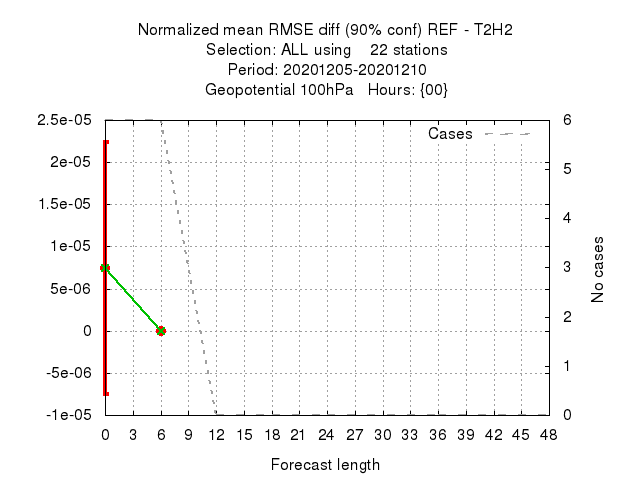 Normalized mean RMSE diff (90% conf) REF - T2H2
Selection: ALL using    22 stations
Period: 20201205-20201210
Geopotential 100hPa   Hours: {00}
Cases
2.5e-05
2e-05
1.5e-05
1e-05
5e-06
0
-5e-06
-1e-05
6
5
4
3
2
1
0
No cases
0 3 6 9 12 15 18 21 24 27 30 33 36 39 42 45 48
Forecast length